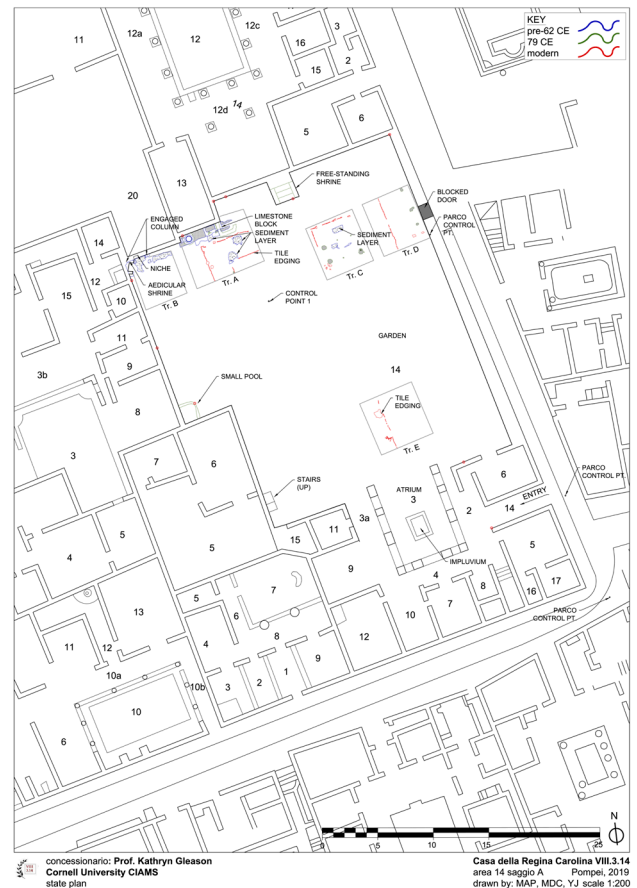 KEY
pre-62 CE
79 CE
modern
11
12a
12
12c
16
3
2
15
12d
14
5
6
13
20
FREE-STANDING
SHRINE
BLOCKED
DOOR
PARCO
CONTROL
PT.
ENGAGED
COLUMN
LIMESTONE
BLOCK
SEDIMENT
LAYER
TILE
EDGING
SEDIMENT
LAYER
14
15
12
10
NICHE
AEDICULAR
SHRINE
Tr. B
Tr. A
Tr. C
Tr. D
CONTROL
POINT 1
11
9
3b
8
GARDEN
14
SMALL POOL
TILE
EDGING
Tr. E
3
7
6
STAIRS
(UP)
ATRIUM
3
3a
2
6
ENTRY
14
PARCO
CONTROL PT.
5
4
5
15
11
9
IMPLUVIUM
4
5
8
7
16
17
PARCO
CONTROL PT.
13
5
7
6
8
4
12
10
11
12
10a
10b
10
3
2
1
9
6
N
0
5
10
15
25
VIII
3.14
concessionario: Prof. Kathryn Gleason
Cornell University CIAMS
state plan
Casa della Regina Carolina VIII.3.14
area 14 saggio A Pompei, 2019
drawn by: MAP, MDC, YJ scale 1:200